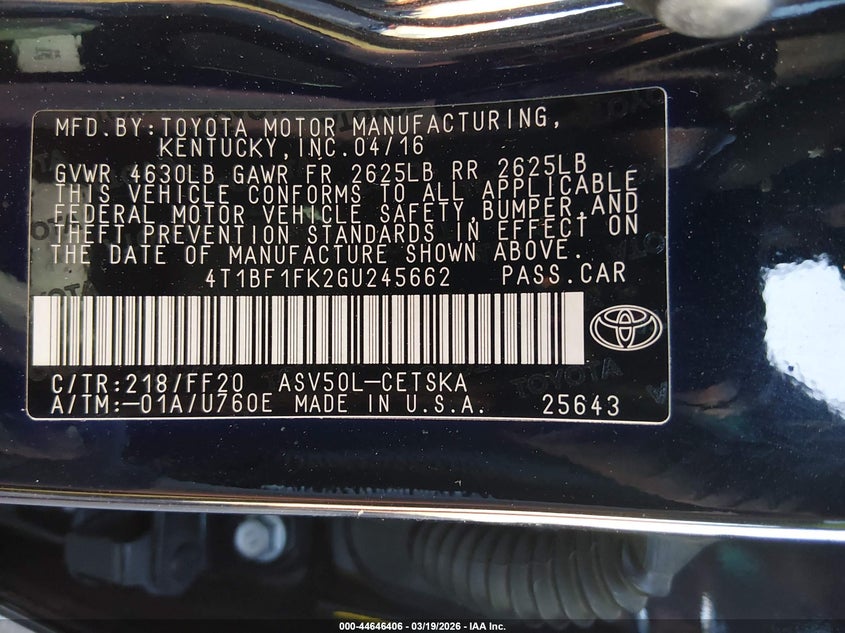 MFD.BY:TOYOTA MOTOR MANUFACTURING,
KENTUCKY,INC.04/16
GVWR 4630LB GAWR FR 2625LB RR 2625LB
THIS VEHICLE CONFORMS TO ALL APPLICABLE
FEDERAL MOTOR VEHICLE SAFETY,BUMPER,AND
THEFT PREVENTION STANDARDS IN EFFECT ON
THE DATE OF MANUFACTURE SHOWN ABOVE.
4T1BF1FK2GU245662 PASS.CAR
C/TR:218/FF20 ASV50L-CETSKA
A/TM:-01A/U760E MADE IN U.S.A. 25643
TOYOTA
000-44646406 - 03/19/2026 - IAA Inc.